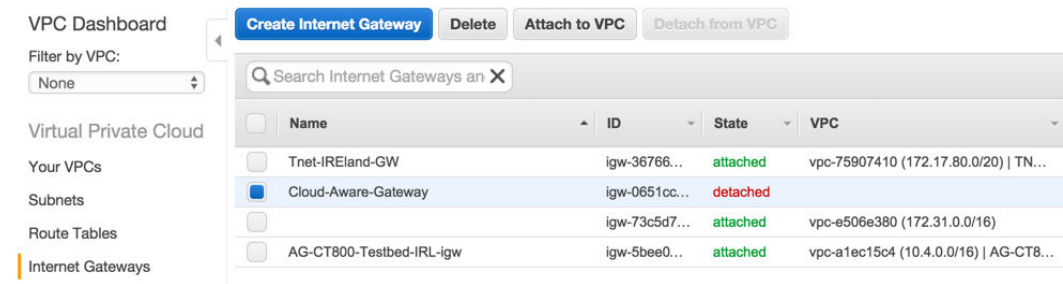 VPC Dashboard
Filter by VPC:
None
Virtual Private Cloud
Your VPCs
Subnets
Route Tables
Internet Gateways
Create Internet Gateway Delete Attach to VPC Detach from VPC
Search Internet Gateways an
Name ID State VPC
Tnet-IREland-GW igw-36766... attached vpc-75907410 (172.17.80.0/20) | TN...
Cloud-Aware-Gateway igw-0651cc... detached
igw-73c5d7... attached vpc-e506e380 (172.31.0.0/16)
AG-CT800-Testbed-IRL-igw igw-5bee0... attached vpc-a1ec15c4 (10.4.0.0/16) | AG-CT8...